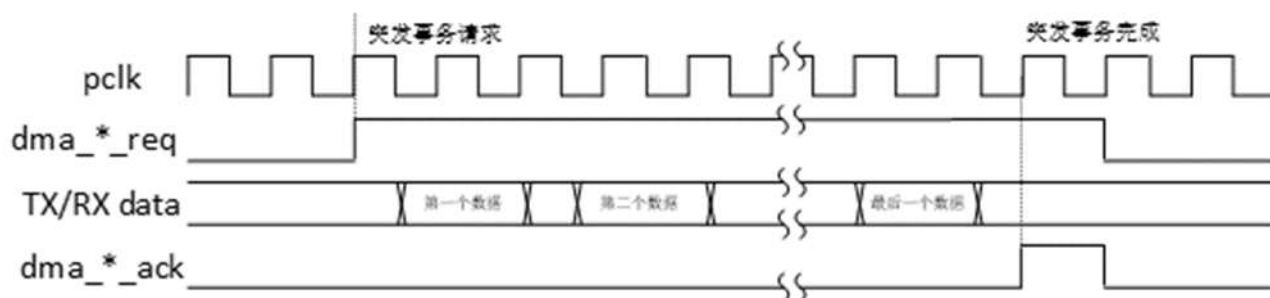 突发事务请求
突发事务完成
pclk
dma_*_req
TX/RX data
第一个数据
第二个数据
最后一个数据
dma_*_ack